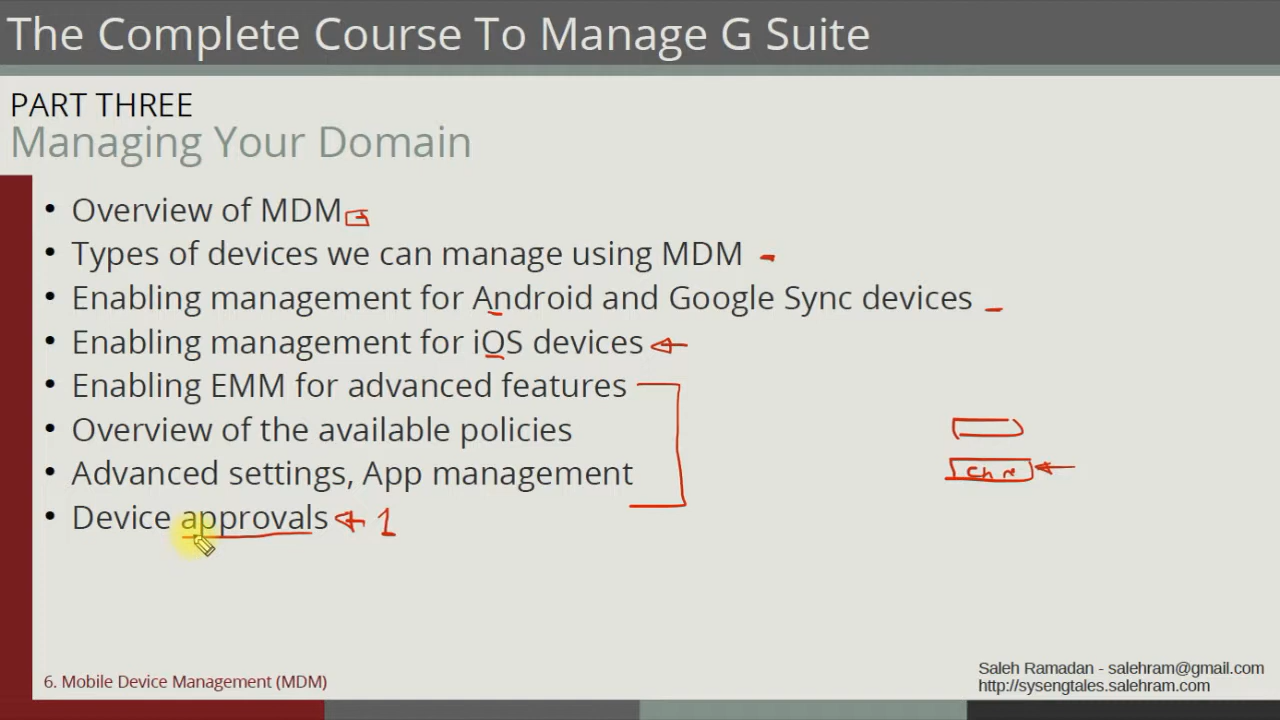 The Complete Course To Manage G Suite
PART THREE
Managing Your Domain
• Overview of MDM
• Types of devices we can manage using MDM
• Enabling management for Android and Google Sync devices
• Enabling management for iOS devices
• Enabling EMM for advanced features
• Overview of the available policies
• Advanced settings, App management
• Device approvals 1
6. Mobile Device Management (MDM)
Saleh Ramadan - salehram@gmail.com
http://sysengtales.salehram.com